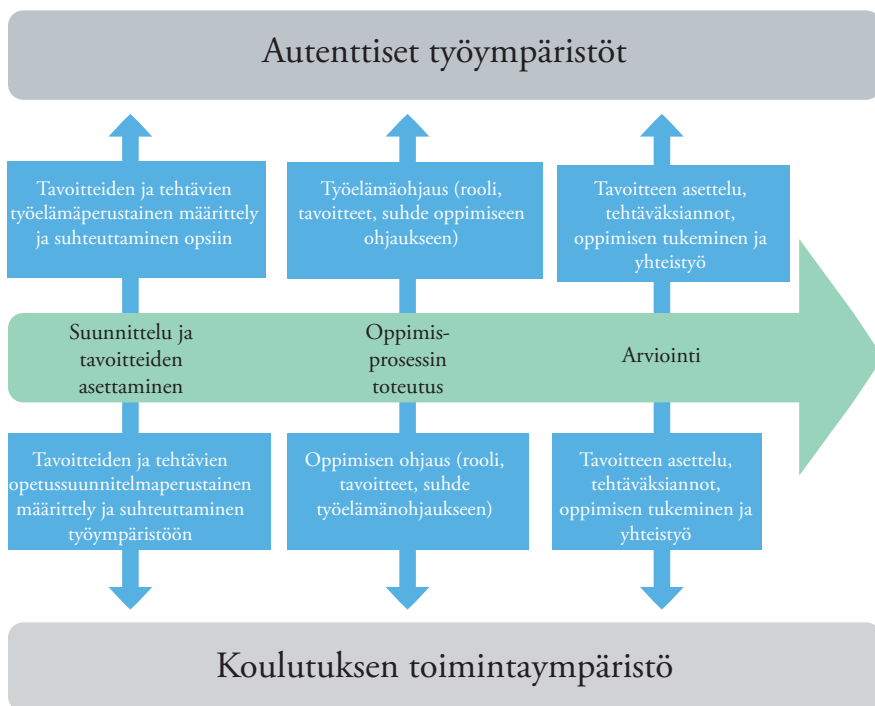 Autenttiset työympäristöt
Tavoitteiden ja tehtävien
työelämäperustainen määrittely
ja suhteuttaminen opsiin
Työelämäohjaus (rooli,
tavoitteet, suhde oppimiseen
ohjaukseen)
Tavoitteen asettelu,
tehtäväksiannot,
oppimisen tukeminen ja
yhteistyö
Suunnittelu ja
tavoitteiden
asettaminen
Oppimis-
prosessin
toteutus
Arviointi
Tavoitteiden ja tehtävien
opetussuunnitelmaperustainen
määrittely ja suhteuttaminen
työympäristöön
Oppimisen ohjaus (rooli,
tavoitteet, suhde
työelämänohjaukseen)
Tavoitteen asettelu,
tehtäväksiannot,
oppimisen tukeminen ja
yhteistyö
Koulutuksen toimintaympäristö